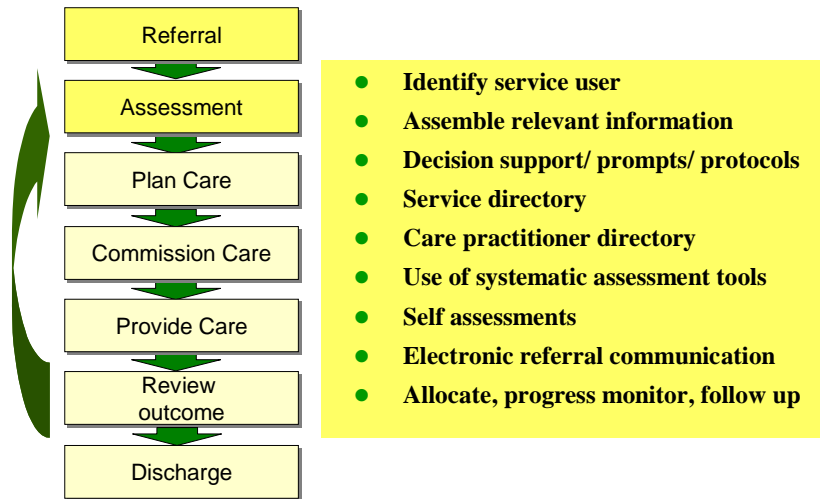 Referral
Assessment
Plan Care
Commission Care
Provide Care
Review
outcome
Discharge
Identify service user
Assemble relevant information
Decision support/ prompts/ protocols
Service directory
Care practitioner directory
Use of systematic assessment tools
Self assessments
Electronic referral communication
Allocate, progress monitor, follow up